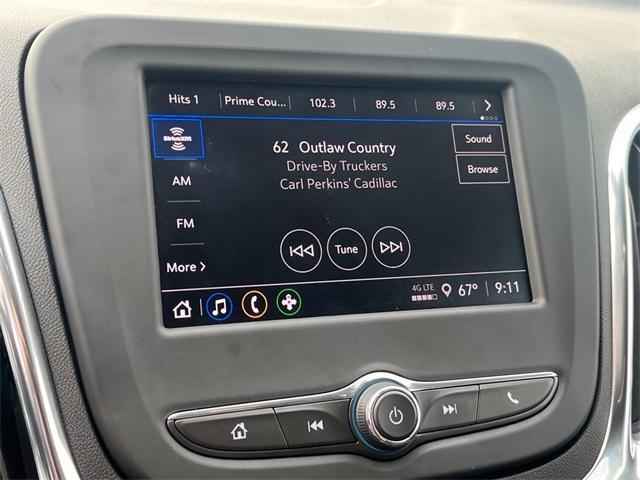 Hits 1 Prime Cou... 102.3 89.5 89.5
SiriusXM
62 Outlaw Country
Sound
Drive-By Truckers
Browse
AM
Carl Perkins' Cadillac
FM
Tune
More
4G LTE 67° 9:11